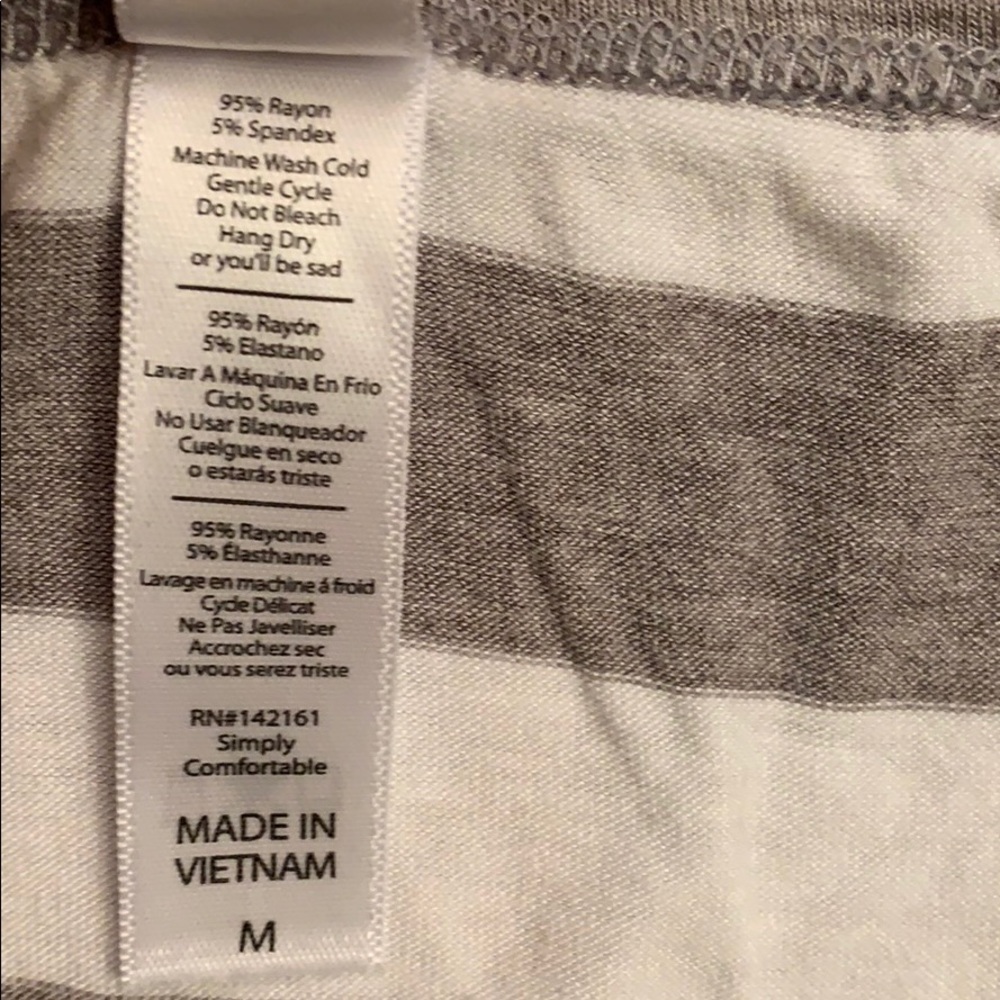 95% Rayon
5% Spandex
Machine Wash Cold
Gentle Cycle
Do Not Bleach
Hang Dry
or you'll be sad
95% Rayón
5% Elastano
Lavar A Máquina En Frio
Ciclo Suave
No Usar Blanqueador
Cuelgue en seco
o estarás triste
95% Rayonne
5% Élasthanne
Lavage en machine á froid
Cycle Délicat
Ne Pas Javelliser
Accrochez sec
ou vous serez triste
RN#142161
Simply
Comfortable
MADE IN
VIETNAM
M